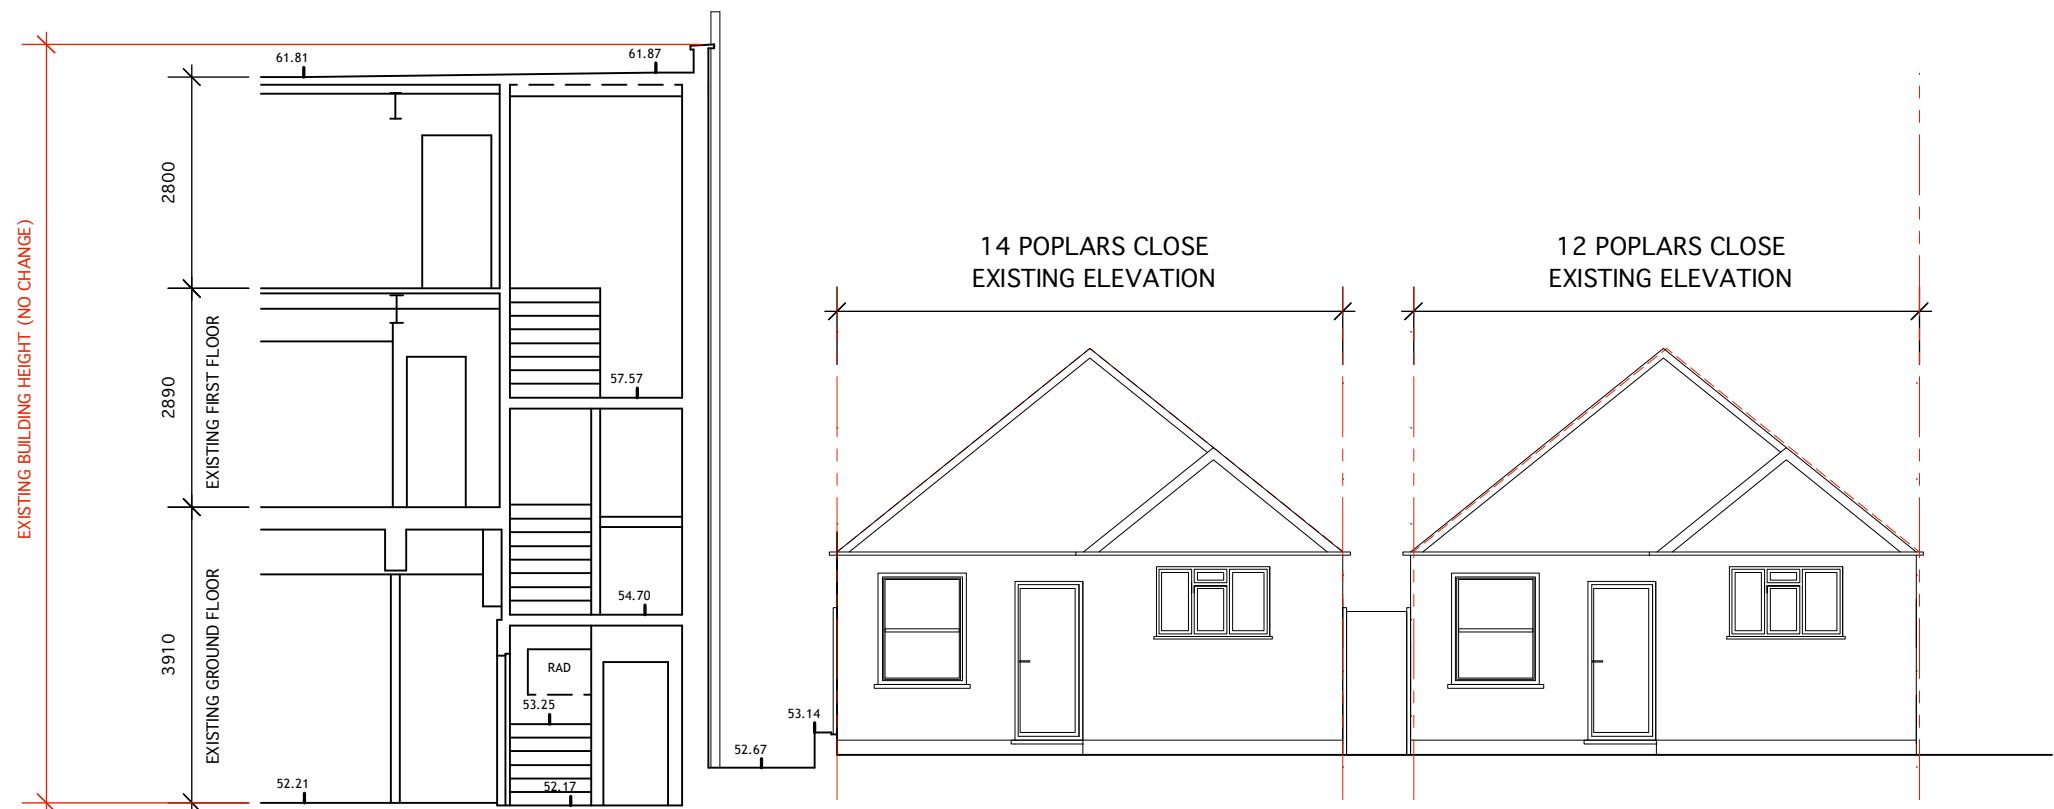 61.81
61.87
2800
EXISTING BUILDING HEIGHT (NO CHANGE)
14 POPLARS CLOSE
EXISTING ELEVATION
12 POPLARS CLOSE
EXISTING ELEVATION
2890
EXISTING FIRST FLOOR
57.57
3910
EXISTING GROUND FLOOR
54.70
RAD
53.25
53.14
52.67
52.21
52.17